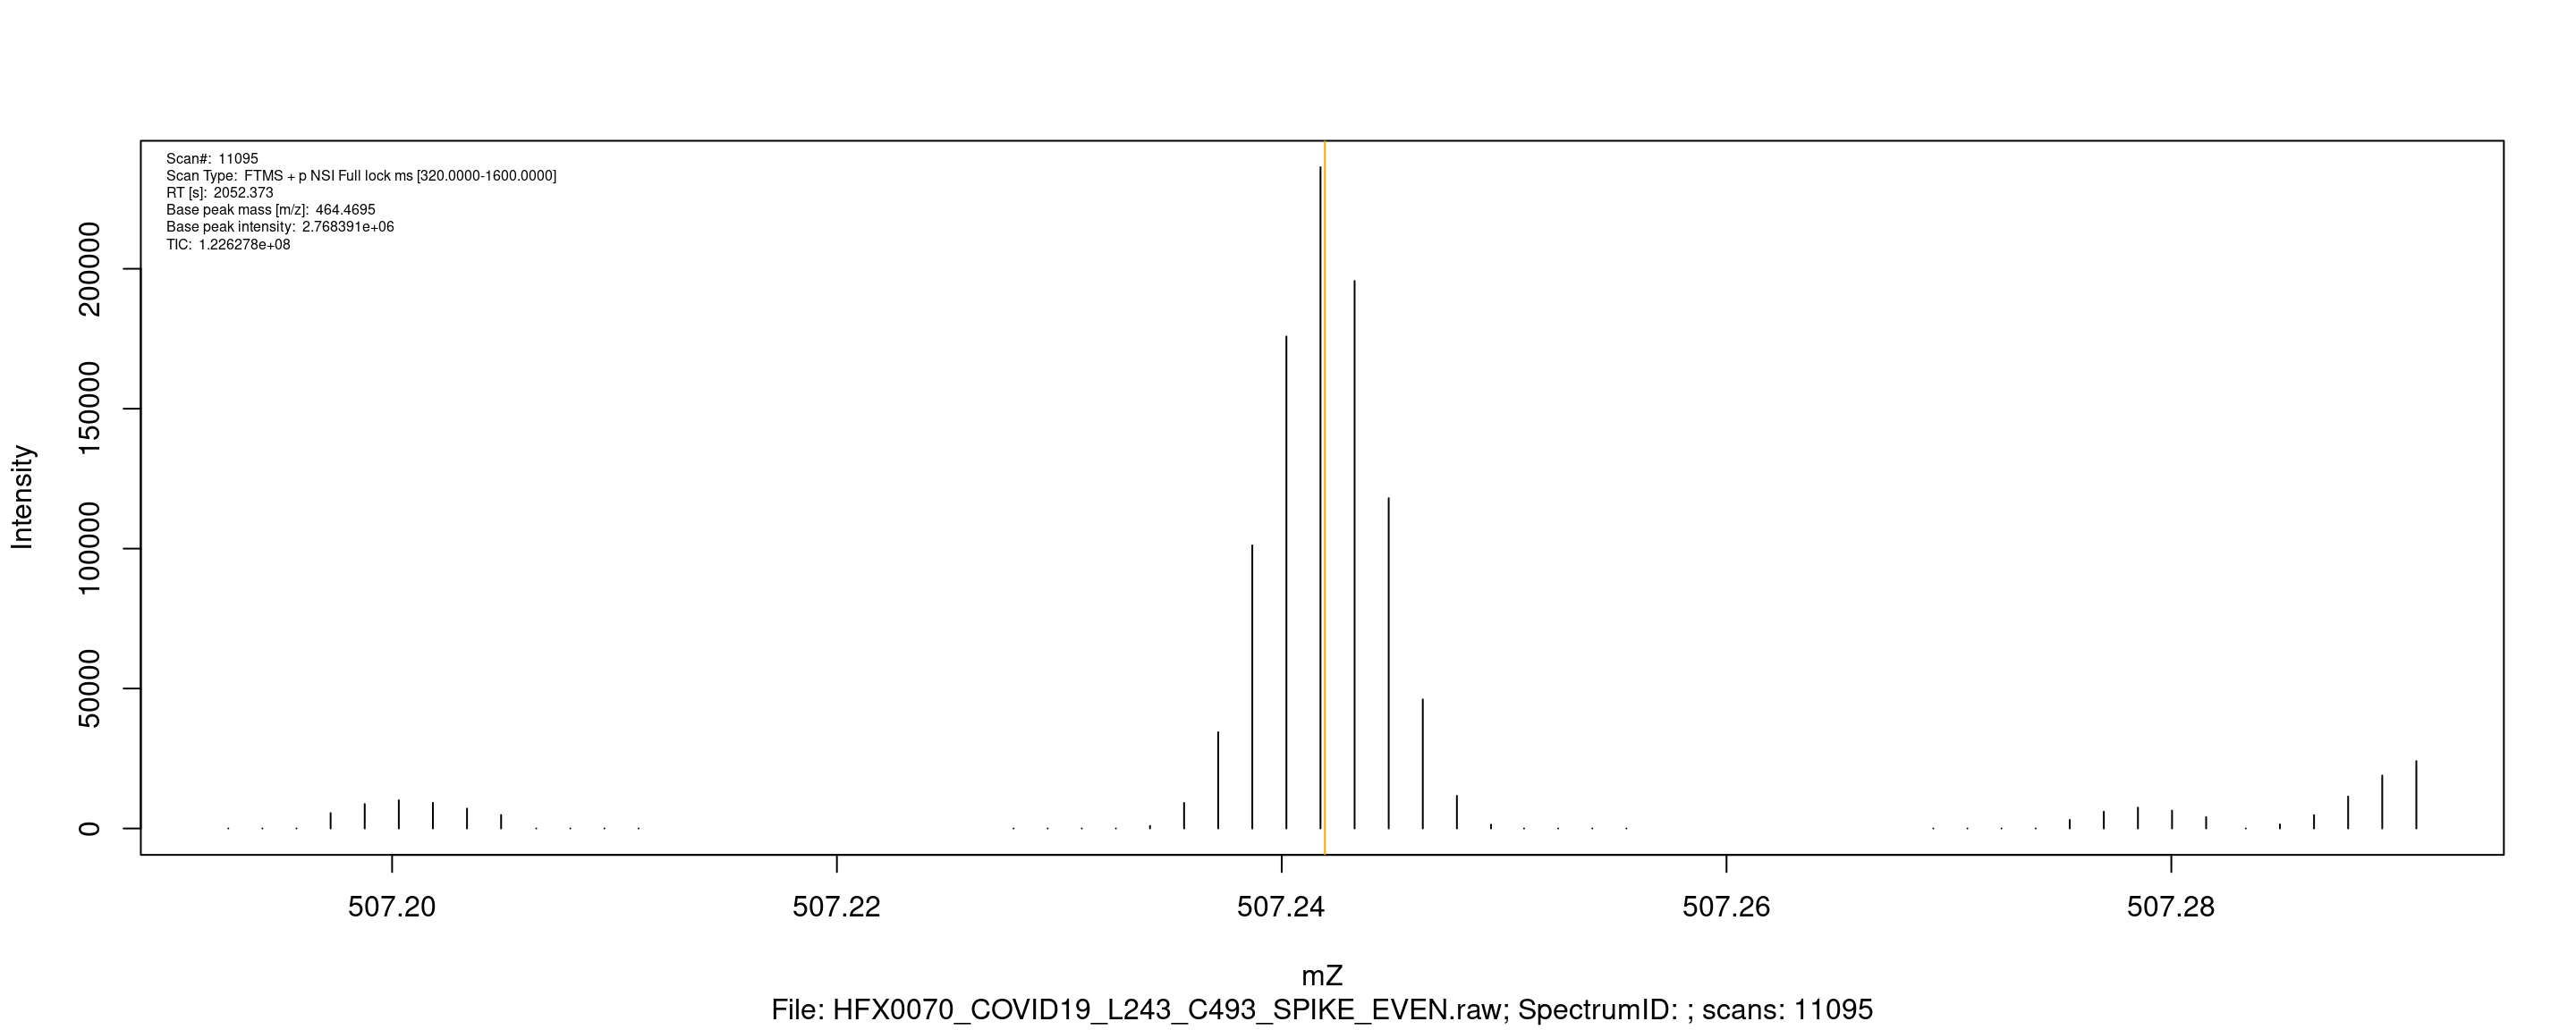 Scan#: 11095
Scan Type: FTMS + p NSI Full lock ms [320.0000-1600.0000]
RT [s]: 2052.373
Base peak mass [m/z]: 464.4695
Base peak intensity: 2.768391e+06
TIC: 1.226278e+08
Intensity
200000
150000
100000
50000
0
507.20 507.22 507.24 507.26 507.28
mZ
File: HFX0070_COVID19_L243_C493_SPIKE_EVEN.raw; SpectrumID: ; scans: 11095